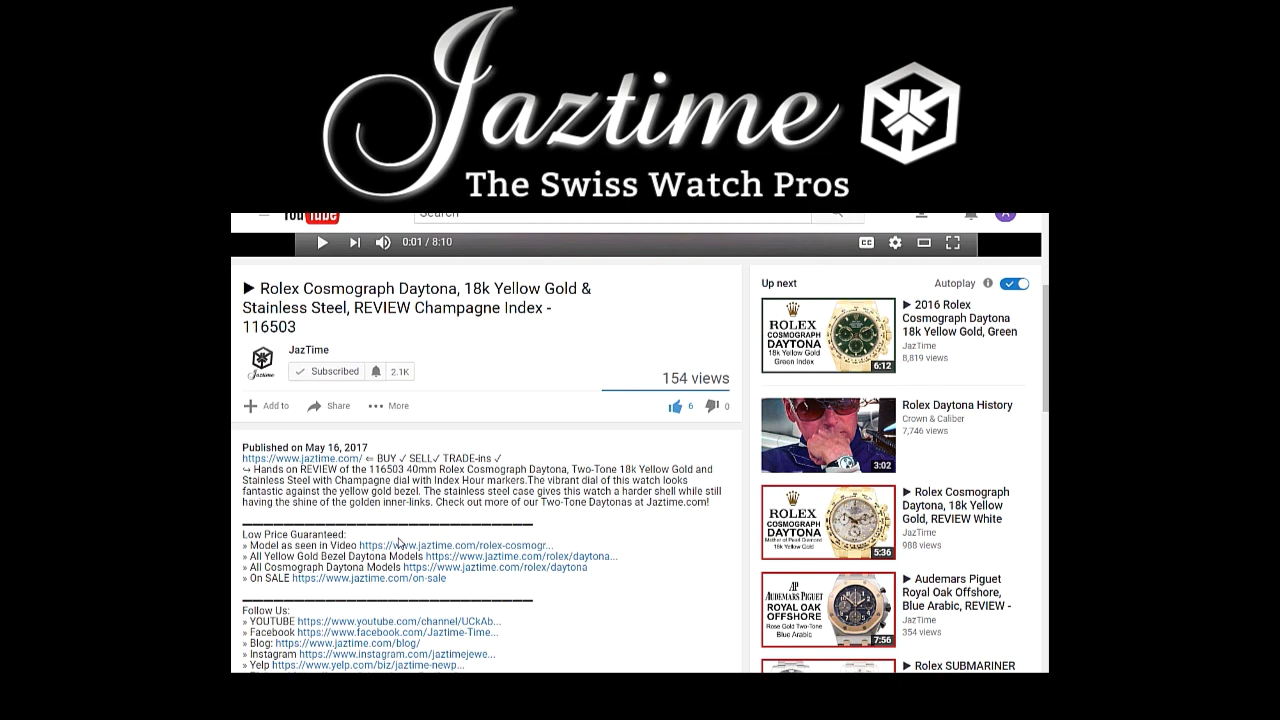 Jaztime
The Swiss Watch Pros
YouTube
Search
0:01 / 8:10
CC
▶ Rolex Cosmograph Daytona, 18k Yellow Gold &
Stainless Steel, REVIEW Champagne Index -
116503
Jaztime
JazTime
✓ Subscribed 2.1K
154 views
+ Add to Share ••• More
6 0
Published on May 16, 2017
https://www.jaztime.com/ ⇐ BUY ✓ SELL✓ TRADE-ins ✓
↪ Hands on REVIEW of the 116503 40mm Rolex Cosmograph Daytona, Two-Tone 18k Yellow Gold and
Stainless Steel with Champagne dial with Index Hour markers.The vibrant dial of this watch looks
fantastic against the yellow gold bezel. The stainless steel case gives this watch a harder shell while still
having the shine of the golden inner-links. Check out more of our Two-Tone Daytonas at Jaztime.com!
Low Price Guaranteed:
» Model as seen in Video https://www.jaztime.com/rolex-cosmogr...
» All Yellow Gold Bezel Daytona Models https://www.jaztime.com/rolex/daytona...
» All Cosmograph Daytona Models https://www.jaztime.com/rolex/daytona
» On SALE https://www.jaztime.com/on-sale
Follow Us:
» YOUTUBE https://www.youtube.com/channel/UCkAb...
» Facebook https://www.facebook.com/Jaztime-Time...
» Blog: https://www.jaztime.com/blog/
» Instagram https://www.instagram.com/jaztimejewe...
» Yelp https://www.yelp.com/biz/jaztime-newp...
Up next
Autoplay
ROLEX
COSMOGRAPH
DAYTONA
18k Yellow Gold
Green Index
6:12
▶ 2016 Rolex
Cosmograph Daytona
18k Yellow Gold, Green
JazTime
8,819 views
3:02
Rolex Daytona History
Crown & Caliber
7,746 views
ROLEX
COSMOGRAPH
DAYTONA
Mother of Pearl Diamond
18k Yellow Gold
5:36
▶ Rolex Cosmograph
Daytona, 18k Yellow
Gold, REVIEW White
JazTime
988 views
AP
AUDEMARS PIGUET
ROYAL OAK
OFFSHORE
Rose Gold Two-Tone
Blue Arabic
7:56
▶ Audemars Piguet
Royal Oak Offshore,
Blue Arabic, REVIEW -
JazTime
354 views
▶ Rolex SUBMARINER